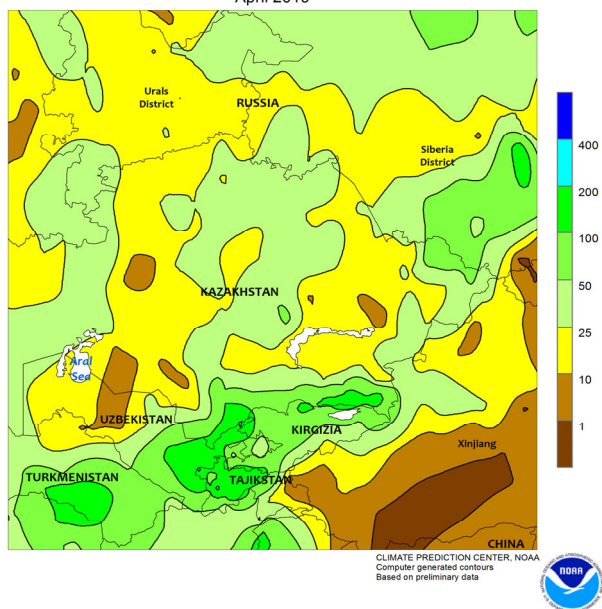 Urals
District
RUSSIA
Siberia
District
400
200
100
KAZAKHSTAN
50
Aral
Sea
25
10
UZBEKISTAN
KIRGIZIA
1
Xinjiang
TURKMENISTAN
TAJIKSTAN
CHINA
CLIMATE PREDICTION CENTER, NOAA
Computer generated contours
Based on preliminary data
NOAA